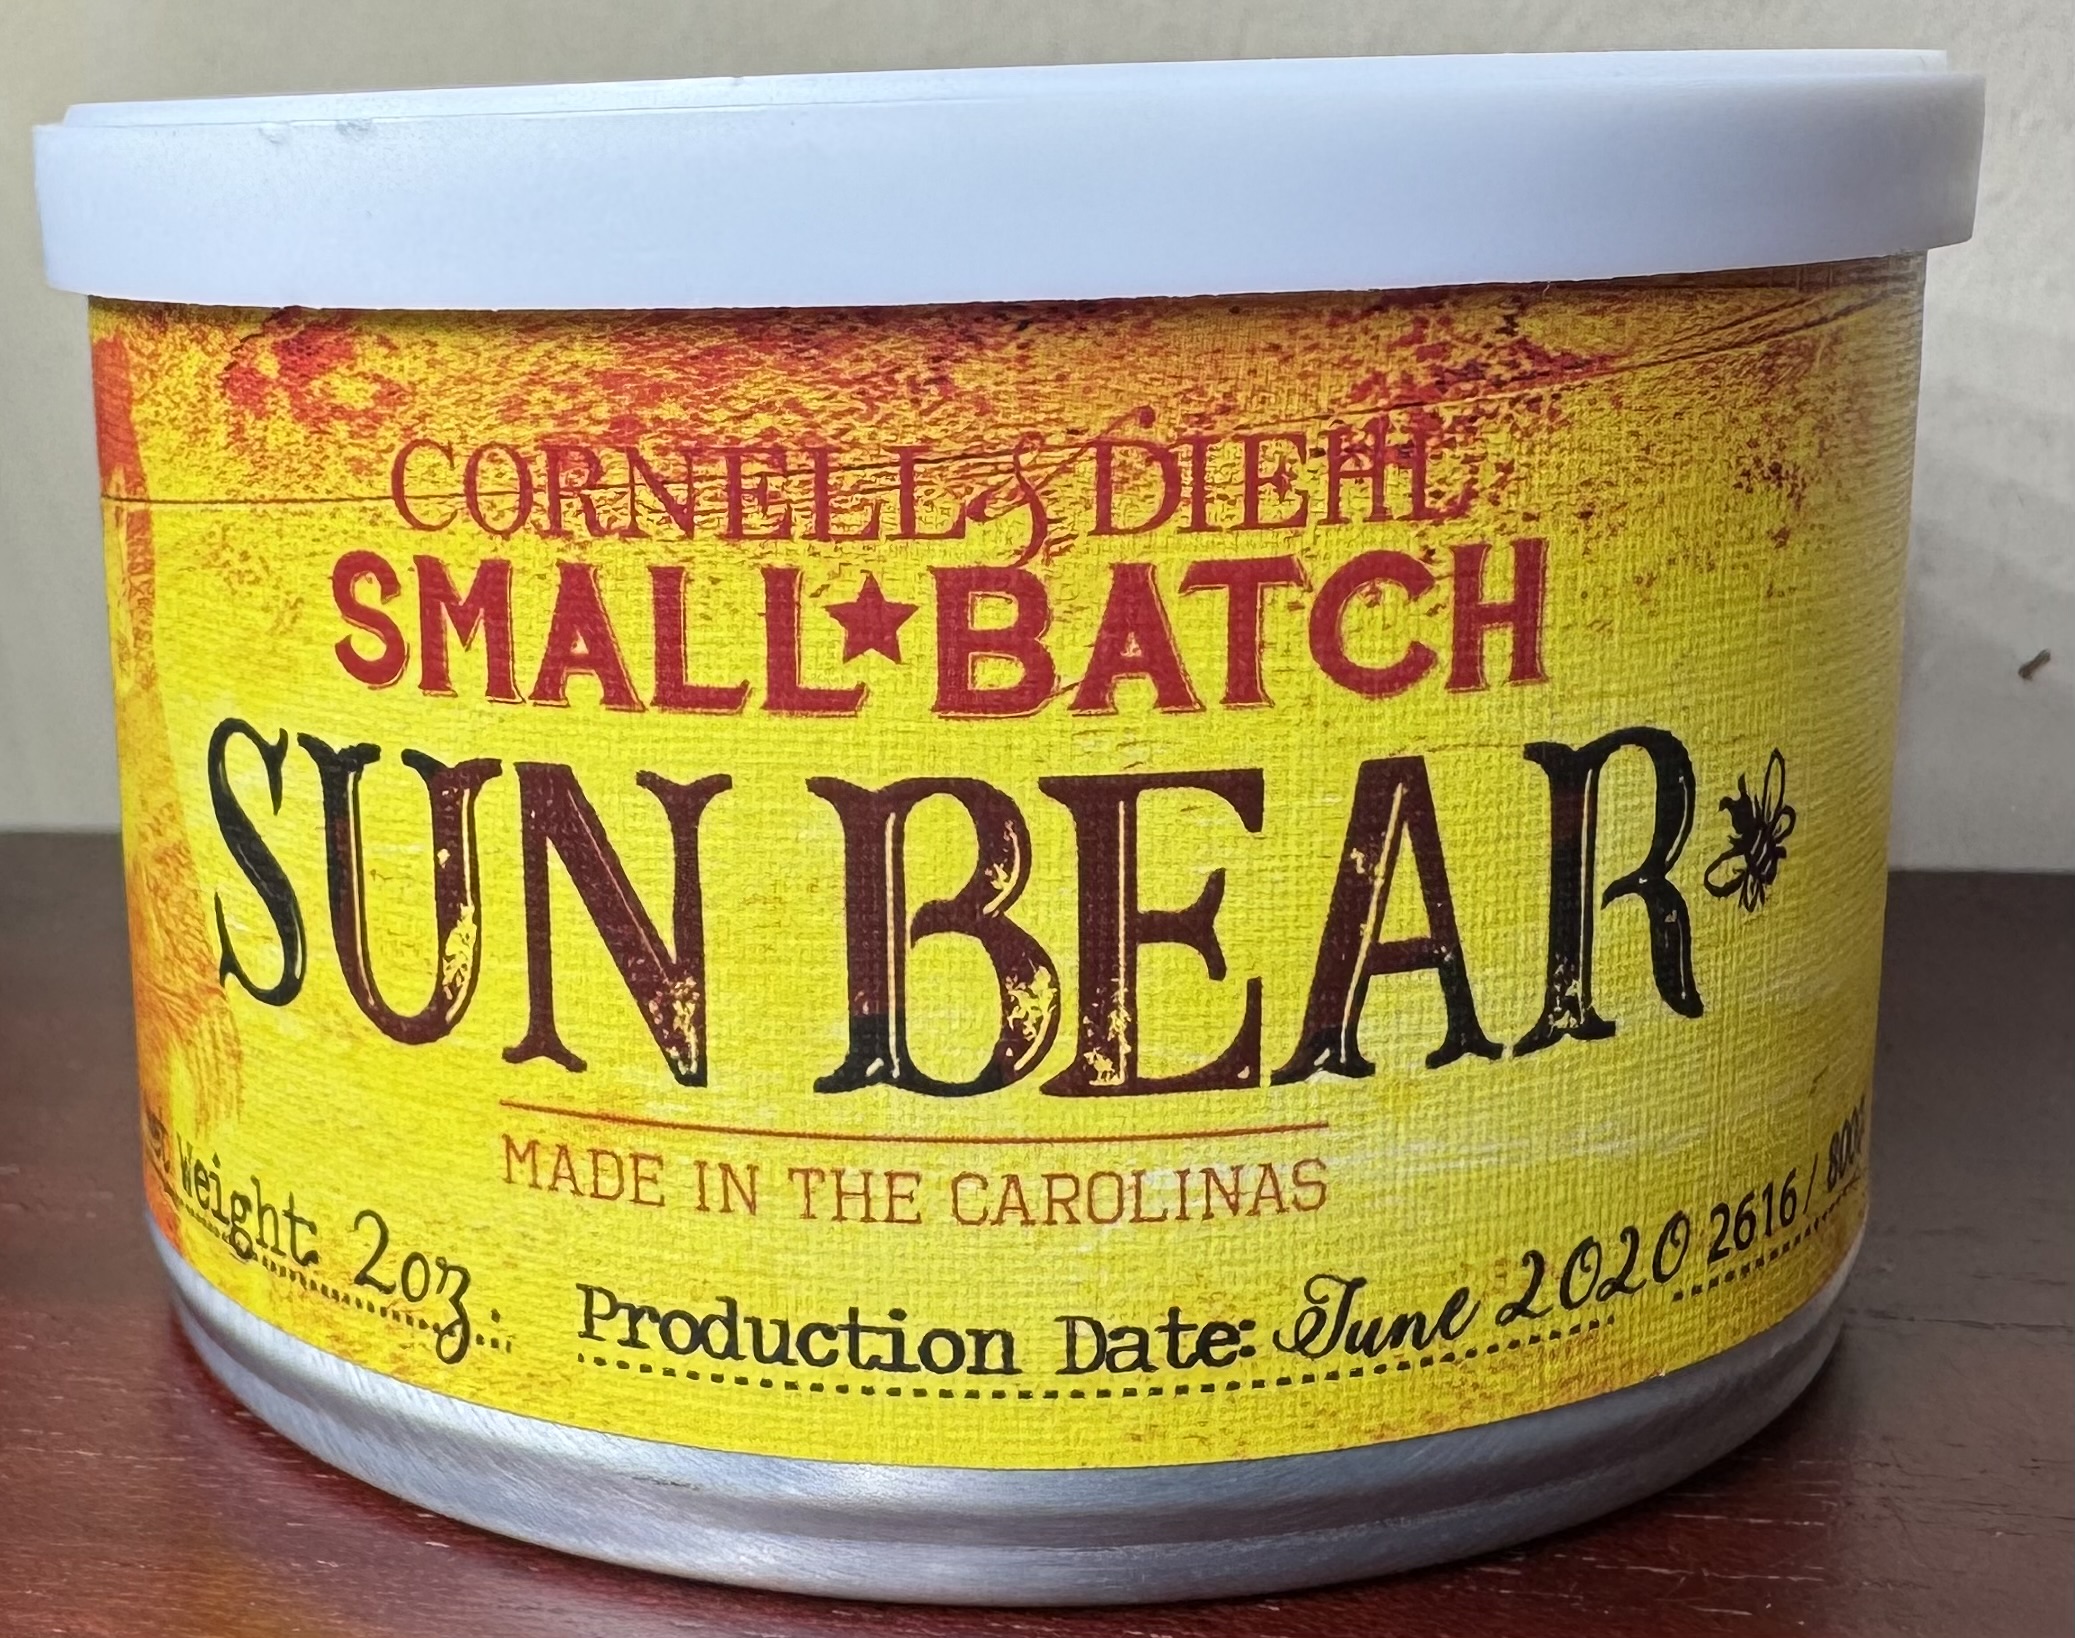 CORNELL & DIEHL
SMALL★BATCH
SUN BEAR
MADE IN THE CAROLINAS
Weight 2oz.
Production Date: June 2020 2616 /